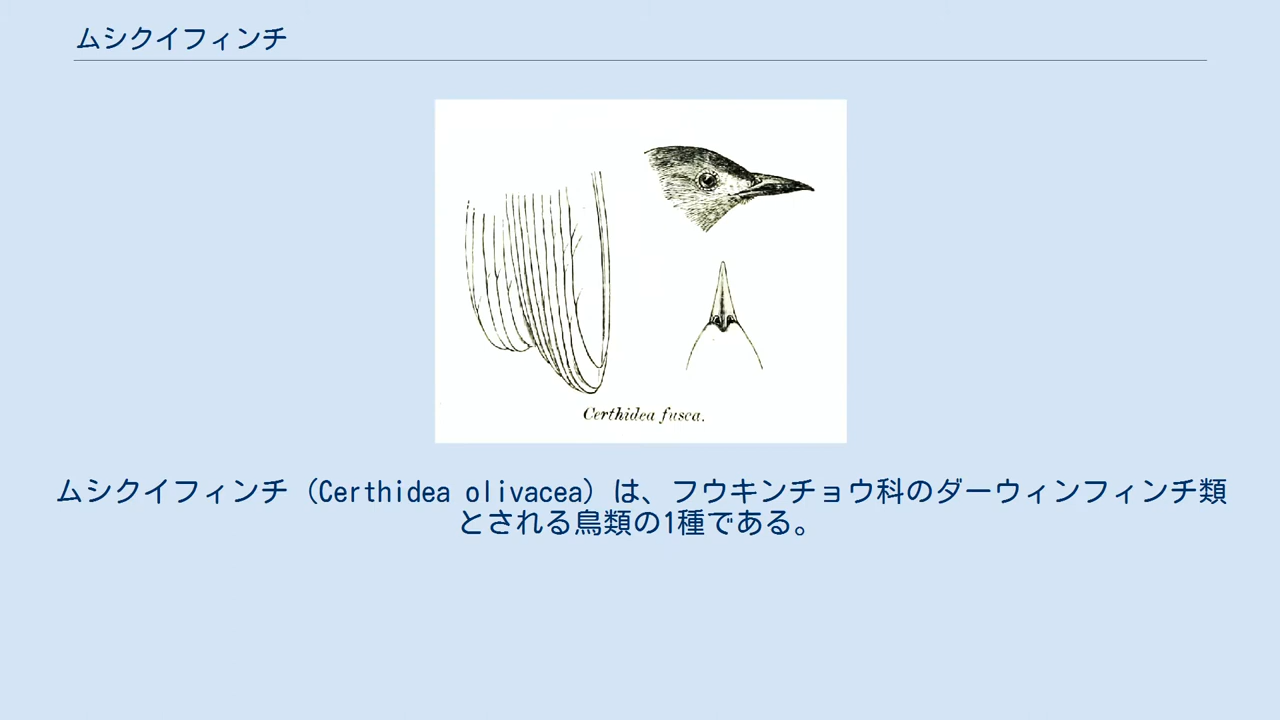 ムシクイフィンチ
Certhidea fusca.
ムシクイフィンチ（Certhidea olivacea）は、フウキンチョウ科のダーウィンフィンチ類
とされる鳥類の1種である。